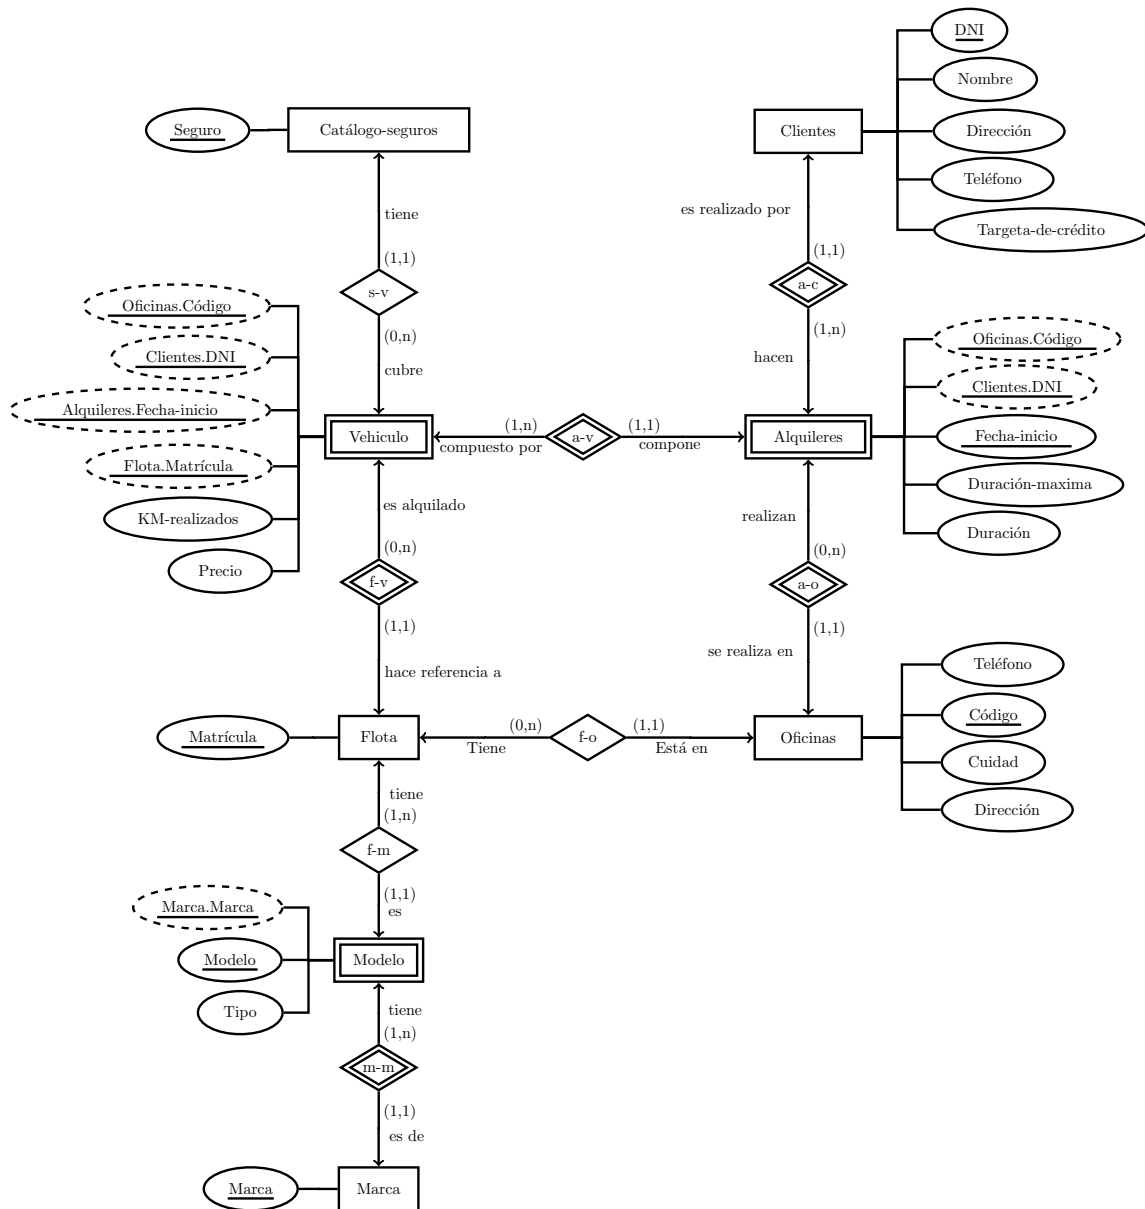 DNI
Nombre
Seguro
Catálogo-seguros
Clientes
Dirección
Teléfono
tiene
es realizado por
Targeta-de-crédito
(1,1)
(1,1)
s-v
a-c
Oficinas.Código
(0,n)
(1,n)
Oficinas.Código
Clientes.DNI
cubre
hacen
Clientes.DNI
Alquileres.Fecha-inicio
Vehiculo
(1,n)
a-v
(1,1)
Alquileres
Fecha-inicio
compuesto por
compone
Flota.Matrícula
Duración-maxima
es alquilado
realizan
KM-realizados
Duración
(0,n)
(0,n)
Precio
f-v
a-o
(1,1)
(1,1)
se realiza en
Teléfono
hace referencia a
Código
Matrícula
Flota
(0,n)
f-o
(1,1)
Oficinas
Tiene
Está en
Cuidad
tiene
Dirección
(1,n)
f-m
(1,1)
Marca.Marca
es
Modelo
Modelo
Tipo
tiene
(1,n)
m-m
(1,1)
es de
Marca
Marca